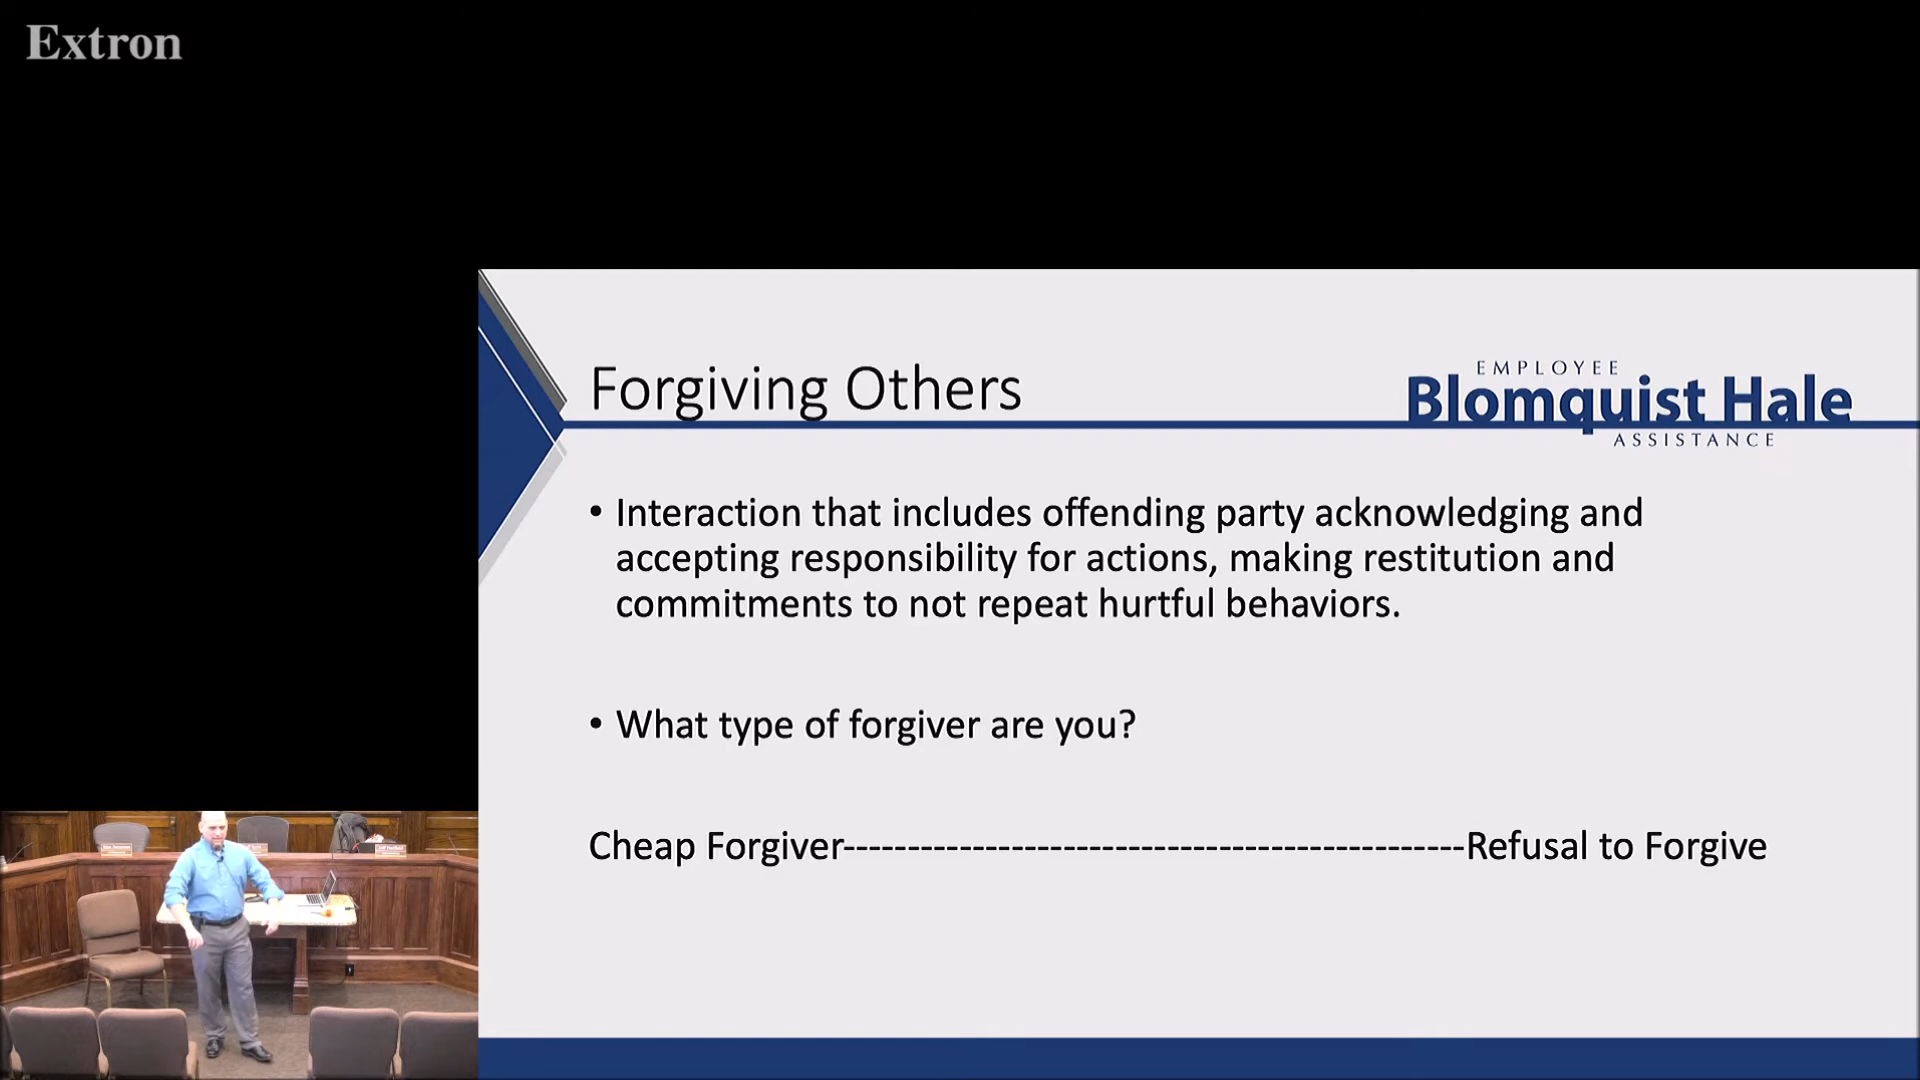 Extron
Forgiving Others
EMPLOYEE
Blomquist Hale
ASSISTANCE
• Interaction that includes offending party acknowledging and
accepting responsibility for actions, making restitution and
commitments to not repeat hurtful behaviors.
• What type of forgiver are you?
Cheap Forgiver------------------------------------------------Refusal to Forgive